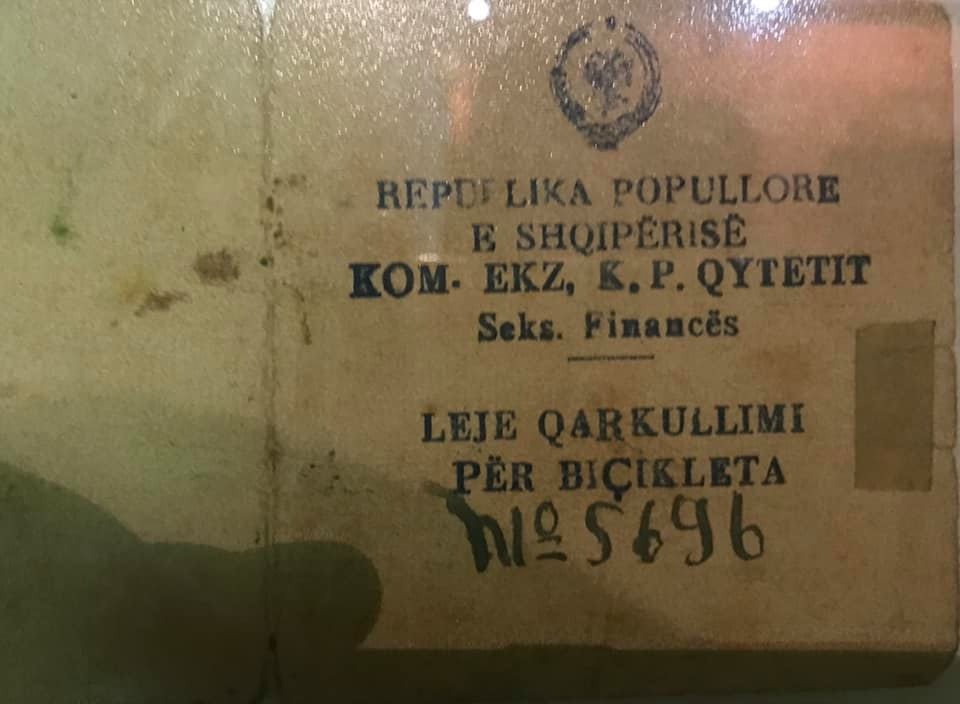 REPUBLIKA POPULLORE
E SHQIPËRISË
KOM. EKZ, K.P. QYTETIT
Seks. Financës
LEJE QARKULLIMI
PËR BIÇIKLETA
No 5696